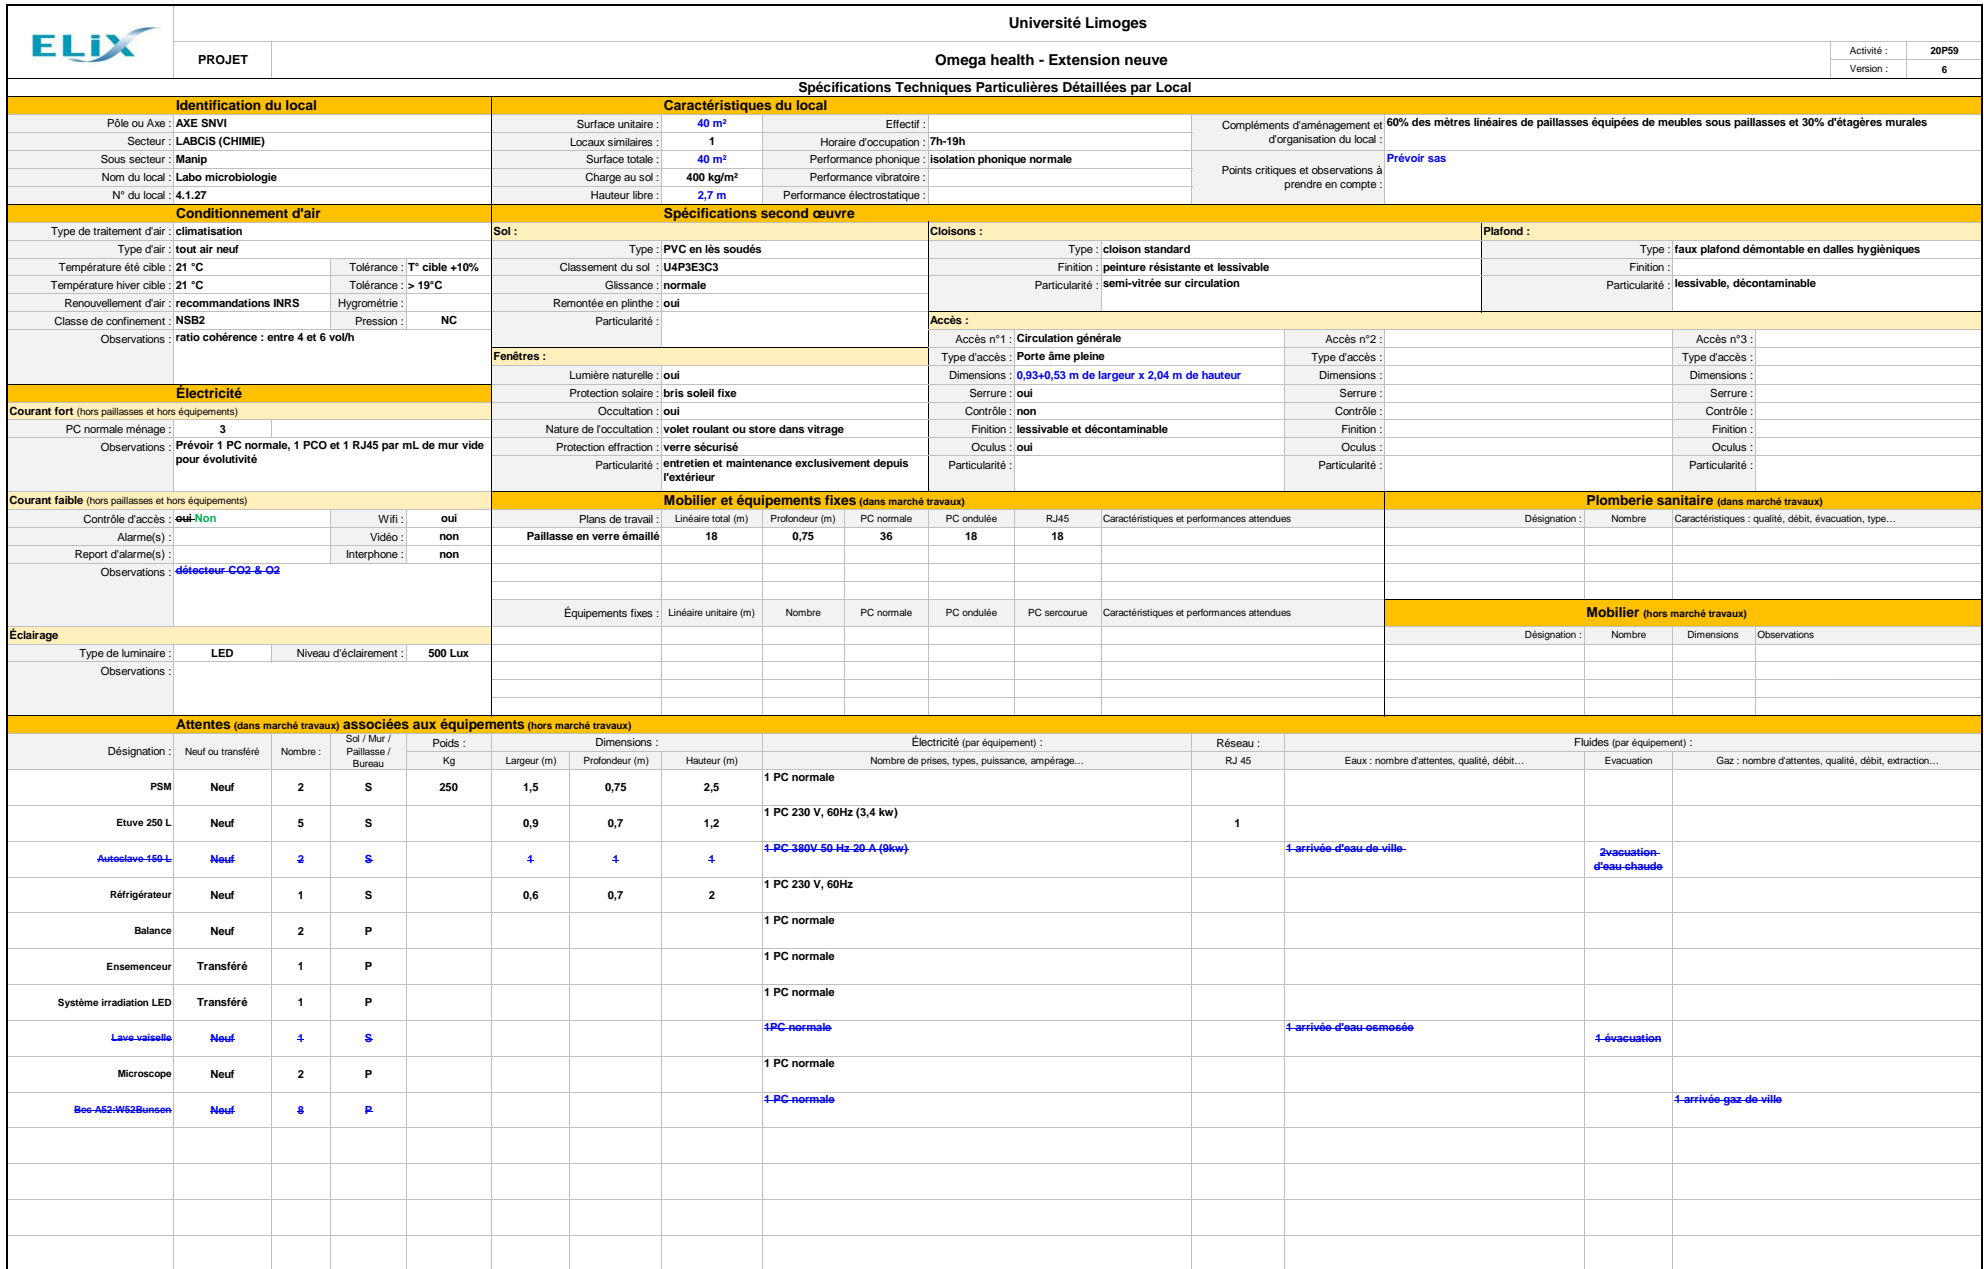 ELiX
Université Limoges
PROJET
Omega health - Extension neuve
Activité : 20P59
Version : 6
Spécifications Techniques Particulières Détaillées par Local
Identification du local
Pôle ou Axe : AXE SNVI
Secteur : LABCiS (CHIMIE)
Sous secteur : Manip
Nom du local : Labo microbiologie
N° du local : 4.1.27
Caractéristiques du local
Surface unitaire : 40 m²
Locaux similaires : 1
Surface totale : 40 m²
Charge au sol : 400 kg/m²
Hauteur libre : 2,7 m
Effectif :
Horaire d'occupation : 7h-19h
Performance phonique : isolation phonique normale
Performance vibratoire :
Performance électrostatique :
Compléments d'aménagement et
d'organisation du local :
60% des mètres linéaires de paillasses équipées de meubles sous paillasses et 30% d'étagères murales
Points critiques et observations à
prendre en compte :
Prévoir sas
Conditionnement d'air
Type de traitement d'air : climatisation
Type d'air : tout air neuf
Température été cible : 21 °C Tolérance : T° cible +10%
Température hiver cible : 21 °C Tolérance : > 19°C
Renouvellement d'air : recommandations INRS Hygrométrie :
Classe de confinement : NSB2 Pression : NC
Observations : ratio cohérence : entre 4 et 6 vol/h
Spécifications second œuvre
Sol :
Type : PVC en lès soudés
Classement du sol : U4P3E3C3
Glissance : normale
Remontée en plinthe : oui
Particularité :
Cloisons :
Type : cloison standard
Finition : peinture résistante et lessivable
Particularité : semi-vitrée sur circulation
Plafond :
Type : faux plafond démontable en dalles hygièniques
Finition :
Particularité : lessivable, décontaminable
Fenêtres :
Lumière naturelle : oui
Protection solaire : bris soleil fixe
Occultation : oui
Nature de l'occultation : volet roulant ou store dans vitrage
Protection effraction : verre sécurisé
Particularité : entretien et maintenance exclusivement depuis
l'extérieur
Accès :
Accès n°1 : Circulation générale Accès n°2 : Accès n°3 :
Type d'accès : Porte âme pleine Type d'accès : Type d'accès :
Dimensions : 0,93+0,53 m de largeur x 2,04 m de hauteur Dimensions : Dimensions :
Serrure : oui Serrure : Serrure :
Contrôle : non Contrôle : Contrôle :
Finition : lessivable et décontaminable Finition : Finition :
Oculus : oui Oculus : Oculus :
Particularité : Particularité : Particularité :
Électricité
Courant fort (hors paillasses et hors équipements)
PC normale ménage : 3
Observations : Prévoir 1 PC normale, 1 PCO et 1 RJ45 par mL de mur vide
pour évolutivité
Courant faible (hors paillasses et hors équipements)
Contrôle d'accès : oui Non Wifi : oui
Alarme(s) : Vidéo : non
Report d'alarme(s) : Interphone : non
Observations : détecteur CO2 & O2
Éclairage
Type de luminaire : LED Niveau d'éclairement : 500 Lux
Observations :
Mobilier et équipements fixes (dans marché travaux)
Plans de travail : Linéaire total (m) Profondeur (m) PC normale PC ondulée RJ45 Caractéristiques et performances attendues
Paillasse en verre émaillé 18 0,75 36 18 18
Équipements fixes : Linéaire unitaire (m) Nombre PC normale PC ondulée PC sercourue Caractéristiques et performances attendues
Plomberie sanitaire (dans marché travaux)
Désignation : Nombre Caractéristiques : qualité, débit, évacuation, type…
Mobilier (hors marché travaux)
Désignation : Nombre Dimensions Observations
Attentes (dans marché travaux) associées aux équipements (hors marché travaux)
Désignation : Neuf ou transféré Nombre : Sol / Mur /
Paillasse /
Bureau
Poids : Dimensions : Électricité (par équipement) : Réseau : Fluides (par équipement) :
Kg Largeur (m) Profondeur (m) Hauteur (m) Nombre de prises, types, puissance, ampérage… RJ 45 Eaux : nombre d'attentes, qualité, débit… Evacuation Gaz : nombre d'attentes, qualité, débit, extraction…
PSM Neuf 2 S 250 1,5 0,75 2,5 1 PC normale
Etuve 250 L Neuf 5 S 0,9 0,7 1,2 1 PC 230 V, 60Hz (3,4 kw) 1
Autoclave 150 L Neuf 2 S 1 1 1 1 PC 380V 50 Hz 20 A (9kw) 1 arrivée d'eau de ville 2vacuation
d'eau chaude
Réfrigérateur Neuf 1 S 0,6 0,7 2 1 PC 230 V, 60Hz
Balance Neuf 2 P 1 PC normale
Ensemenceur Transféré 1 P 1 PC normale
Système irradiation LED Transféré 1 P 1 PC normale
Lave vaiselle Neuf 1 S 1PC normale 1 arrivée d'eau osmosée 1 évacuation
Microscope Neuf 2 P 1 PC normale
Bec A52:W52Bunsen Neuf 8 P 1 PC normale 1 arrivée gaz de ville